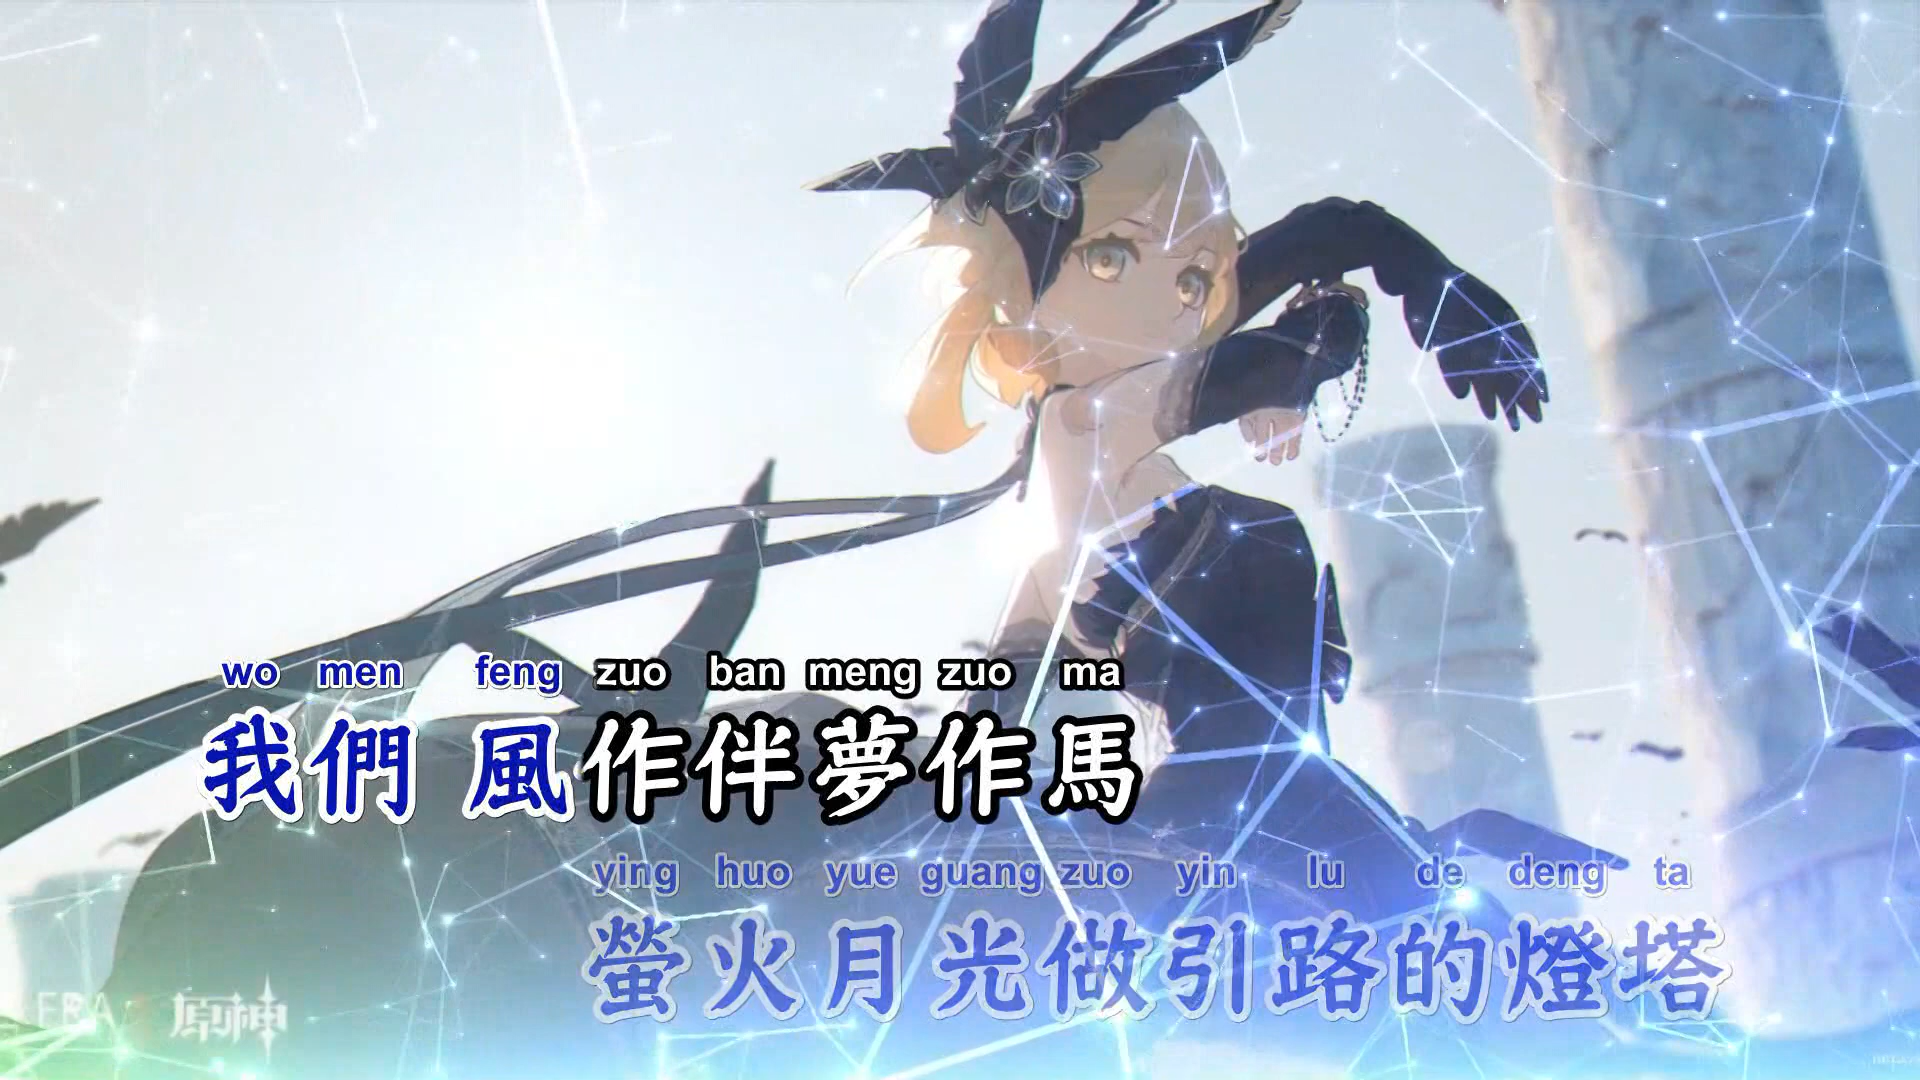 wo men feng zuo ban meng zuo ma
我們 風作伴夢作馬
ying huo yue guang zuo yin lu de deng ta
螢火月光做引路的燈塔
ERA 原神